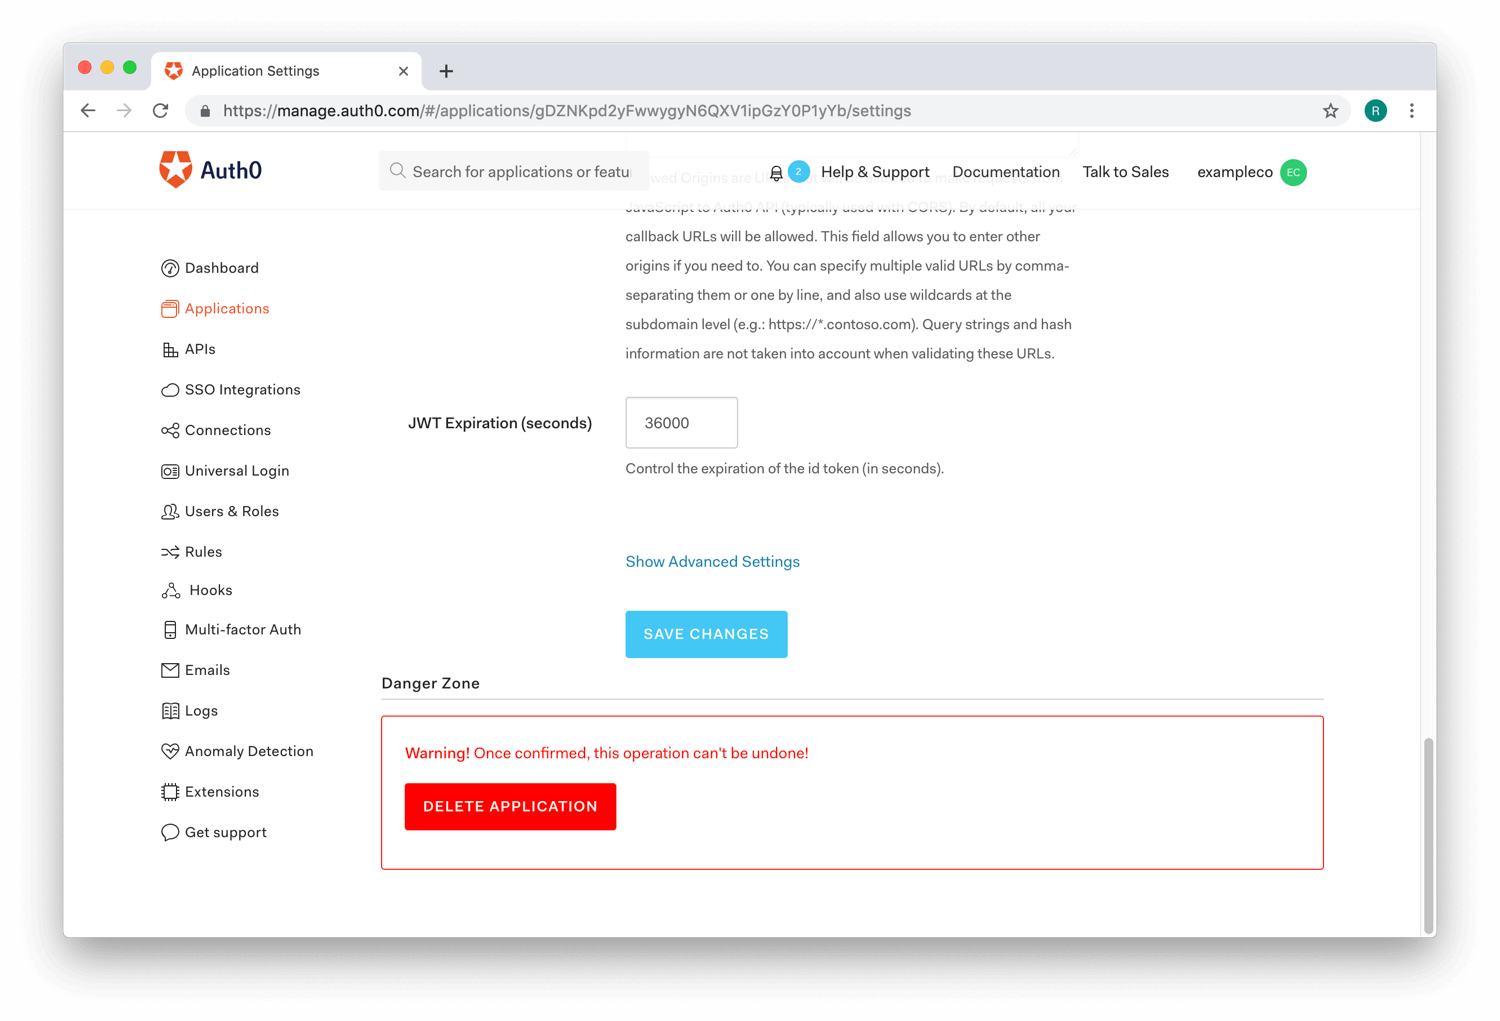 Application Settings
https://manage.auth0.com/#/applications/gDZNKpd2yFwwygyN6QXV1ipGzY0P1yYb/settings
R
Auth0
Search for applications or featu
2
Help & Support
Documentation
Talk to Sales
exampleco
EC
Dashboard
Applications
APIs
SSO Integrations
Connections
Universal Login
Users & Roles
Rules
Hooks
Multi-factor Auth
Emails
Logs
Anomaly Detection
Extensions
Get support
JavaScript to Auth0 API (typically used with CORS). By default, all your
callback URLs will be allowed. This field allows you to enter other
origins if you need to. You can specify multiple valid URLs by comma-
separating them or one by line, and also use wildcards at the
subdomain level (e.g.: https://*.contoso.com). Query strings and hash
information are not taken into account when validating these URLs.
JWT Expiration (seconds)
36000
Control the expiration of the id token (in seconds).
Show Advanced Settings
SAVE CHANGES
Danger Zone
Warning! Once confirmed, this operation can't be undone!
DELETE APPLICATION